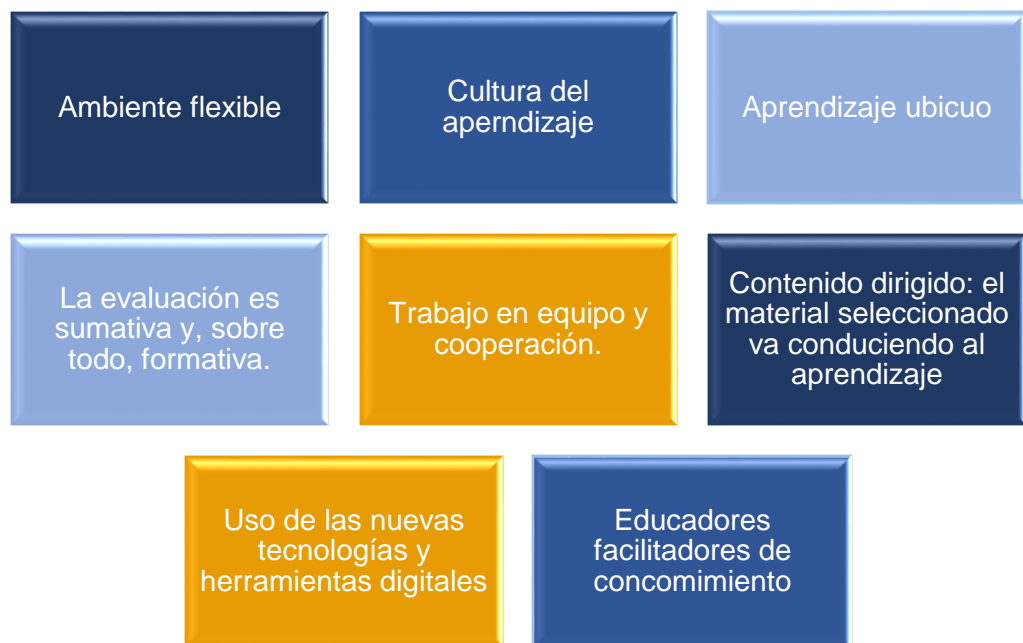 Ambiente flexible
Cultura del
aperndizaje
Aprendizaje ubicuo
La evaluación es
sumativa y, sobre
todo, formativa.
Trabajo en equipo y
cooperación.
Contenido dirigido: el
material seleccionado
va conduciendo al
aprendizaje
Uso de las nuevas
tecnologías y
herramientas digitales
Educadores
facilitadores de
concomimiento